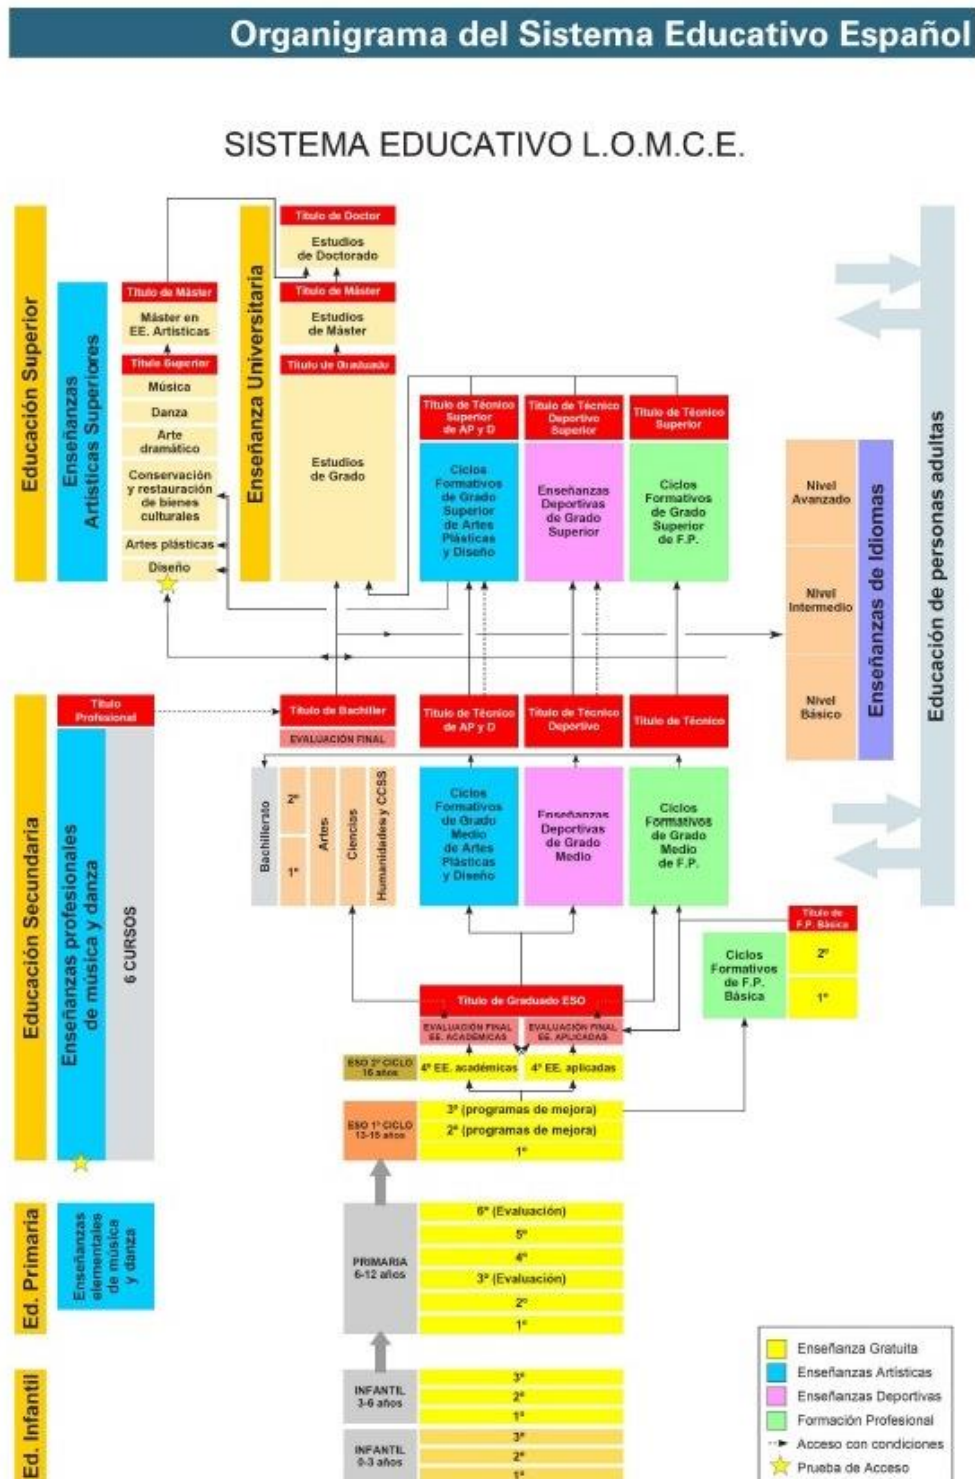 Organigrama del Sistema Educativo Español
SISTEMA EDUCATIVO L.O.M.C.E.
Educación Superior
Enseñanzas
Artísticas Superiores
Título de Máster
Máster en
EE. Artísticas
Título Superior
Música
Danza
Arte
dramático
Conservación
y restauración
de bienes
culturales
Artes plásticas
Diseño
Enseñanza Universitaria
Título de Doctor
Estudios
de Doctorado
Título de Máster
Estudios
de Máster
Título de Graduado
Estudios
de Grado
Título de Técnico
Superior
de AP y D
Ciclos
Formativos
de Grado
Superior
de Artes
Plásticas
y Diseño
Título de Técnico
Deportivo
Superior
Enseñanzas
Deportivas
de Grado
Superior
Título de Técnico
Superior
Ciclos
Formativos
de Grado
Superior
de F.P.
Nivel
Avanzado
Nivel
Intermedio
Nivel
Básico
Enseñanzas de Idiomas
Educación de personas adultas
Educación Secundaria
Título
Profesional
Enseñanzas profesionales
de música y danza
6 CURSOS
Título de Bachiller
EVALUACIÓN FINAL
Bachillerato
2º
1º
Artes
Ciencias
Humanidades y CCSS
Título de Técnico
de AP y D
Ciclos
Formativos
de Grado
Medio
de Artes
Plásticas
y Diseño
Título de Técnico
Deportivo
Enseñanzas
Deportivas
de Grado
Medio
Título de Técnico
Ciclos
Formativos
de Grado
Medio
de F.P.
Título de
F.P. Básica
Ciclos
Formativos
de F.P.
Básica
2º
1º
Título de Graduado ESO
EVALUACIÓN FINAL
EE. ACADÉMICAS
EVALUACIÓN FINAL
EE. APLICADAS
ESO 2º CICLO
16 años
4º EE. académicas
4º EE. aplicadas
ESO 1º CICLO
13-15 años
3º (programas de mejora)
2º (programas de mejora)
1º
Ed. Primaria
Enseñanzas
elementales
de música
y danza
PRIMARIA
6-12 años
6º (Evaluación)
5º
4º
3º (Evaluación)
2º
1º
Ed. Infantil
INFANTIL
3-6 años
3º
2º
1º
INFANTIL
0-3 años
3º
2º
1º
Enseñanza Gratuita
Enseñanzas Artísticas
Enseñanzas Deportivas
Formación Profesional
Acceso con condiciones
Prueba de Acceso